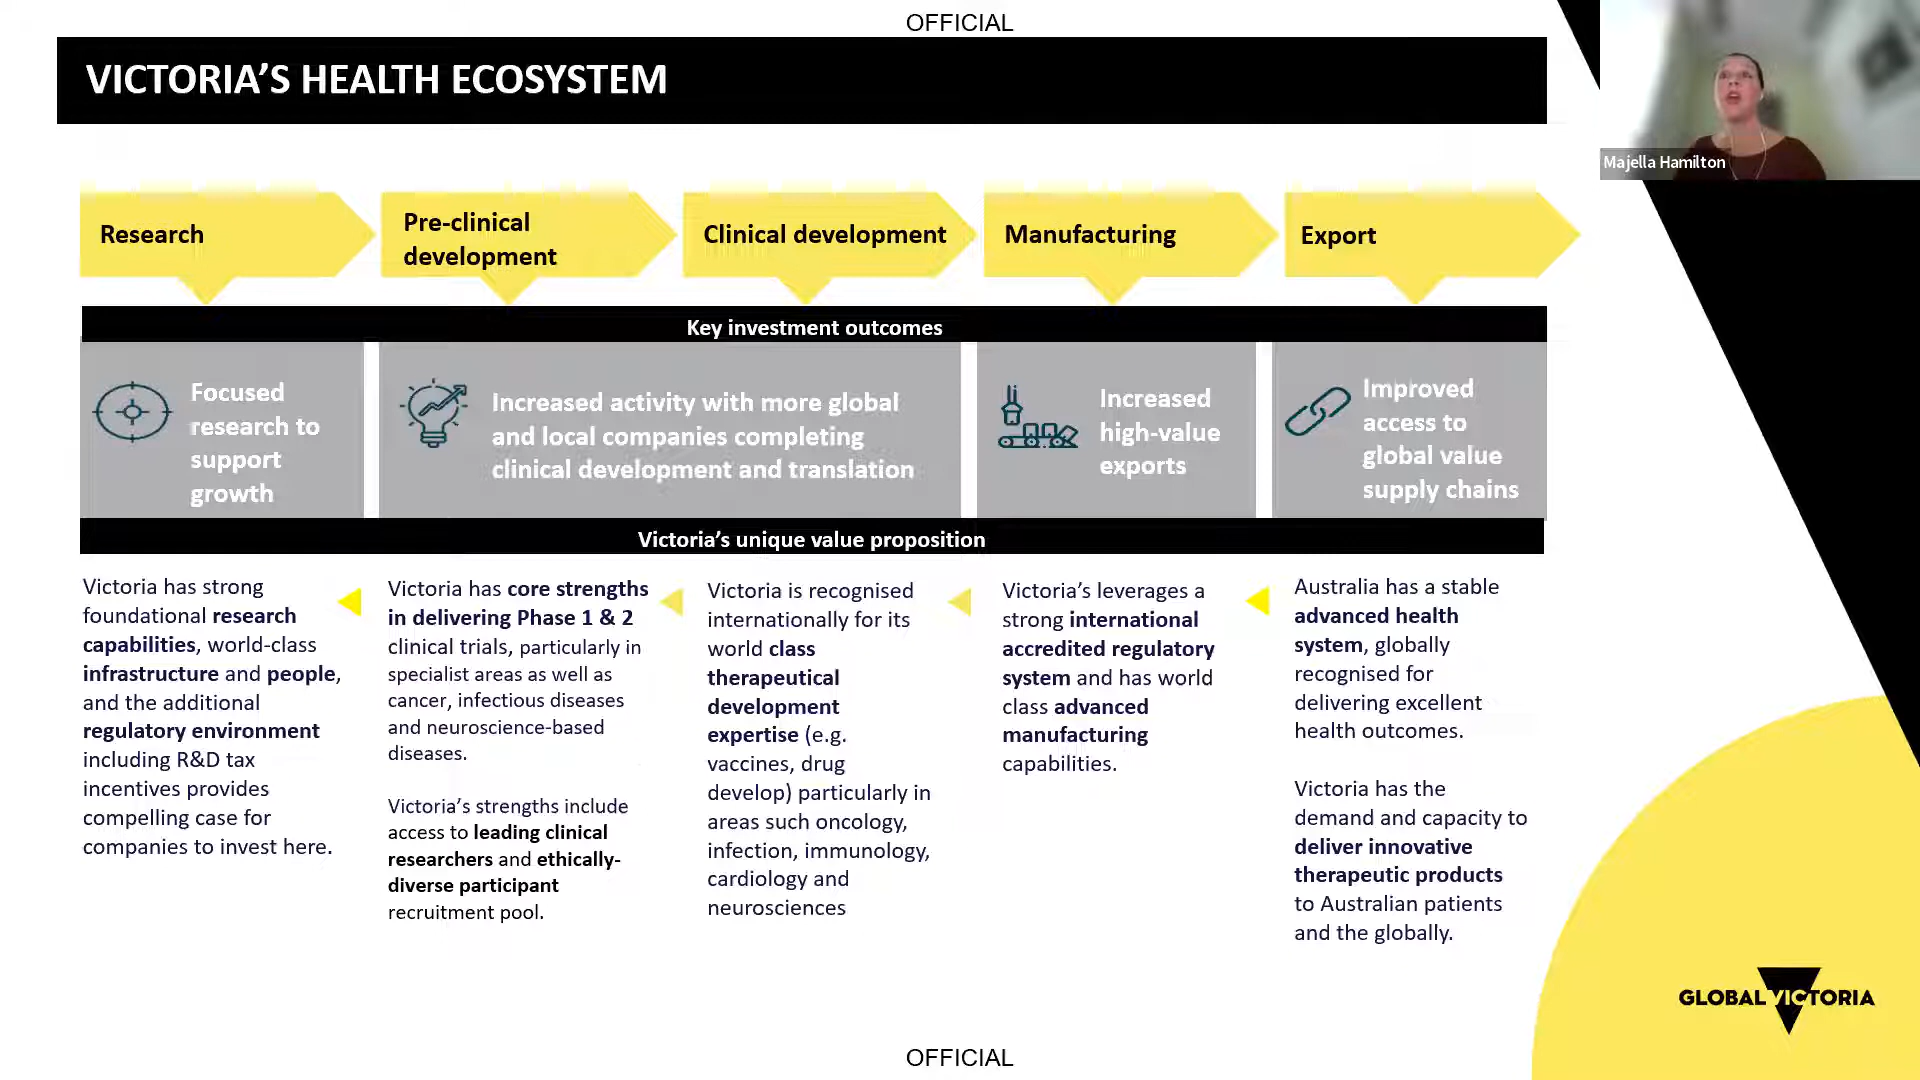 OFFICIAL
VICTORIA'S HEALTH ECOSYSTEM
Majella Hamilton
Research
Pre-clinical
development
Clinical development
Manufacturing
Export
Key investment outcomes
Focused
research to
support
growth
Increased activity with more global
and local companies completing
clinical development and translation
Increased
high-value
exports
Improved
access to
global value
supply chains
Victoria's unique value proposition
Victoria has strong
foundational research
capabilities, world-class
infrastructure and people,
and the additional
regulatory environment
including R&D tax
incentives provides
compelling case for
companies to invest here.
Victoria has core strengths
in delivering Phase 1 & 2
clinical trials, particularly in
specialist areas as well as
cancer, infectious diseases
and neuroscience-based
diseases.
Victoria's strengths include
access to leading clinical
researchers and ethically-
diverse participant
recruitment pool.
Victoria is recognised
internationally for its
world class
therapeutical
development
expertise (e.g.
vaccines, drug
develop) particularly in
areas such oncology,
infection, immunology,
cardiology and
neurosciences
Victoria's leverages a
strong international
accredited regulatory
system and has world
class advanced
manufacturing
capabilities.
Australia has a stable
advanced health
system, globally
recognised for
delivering excellent
health outcomes.
Victoria has the
demand and capacity to
deliver innovative
therapeutic products
to Australian patients
and the globally.
GLOBAL VICTORIA
OFFICIAL